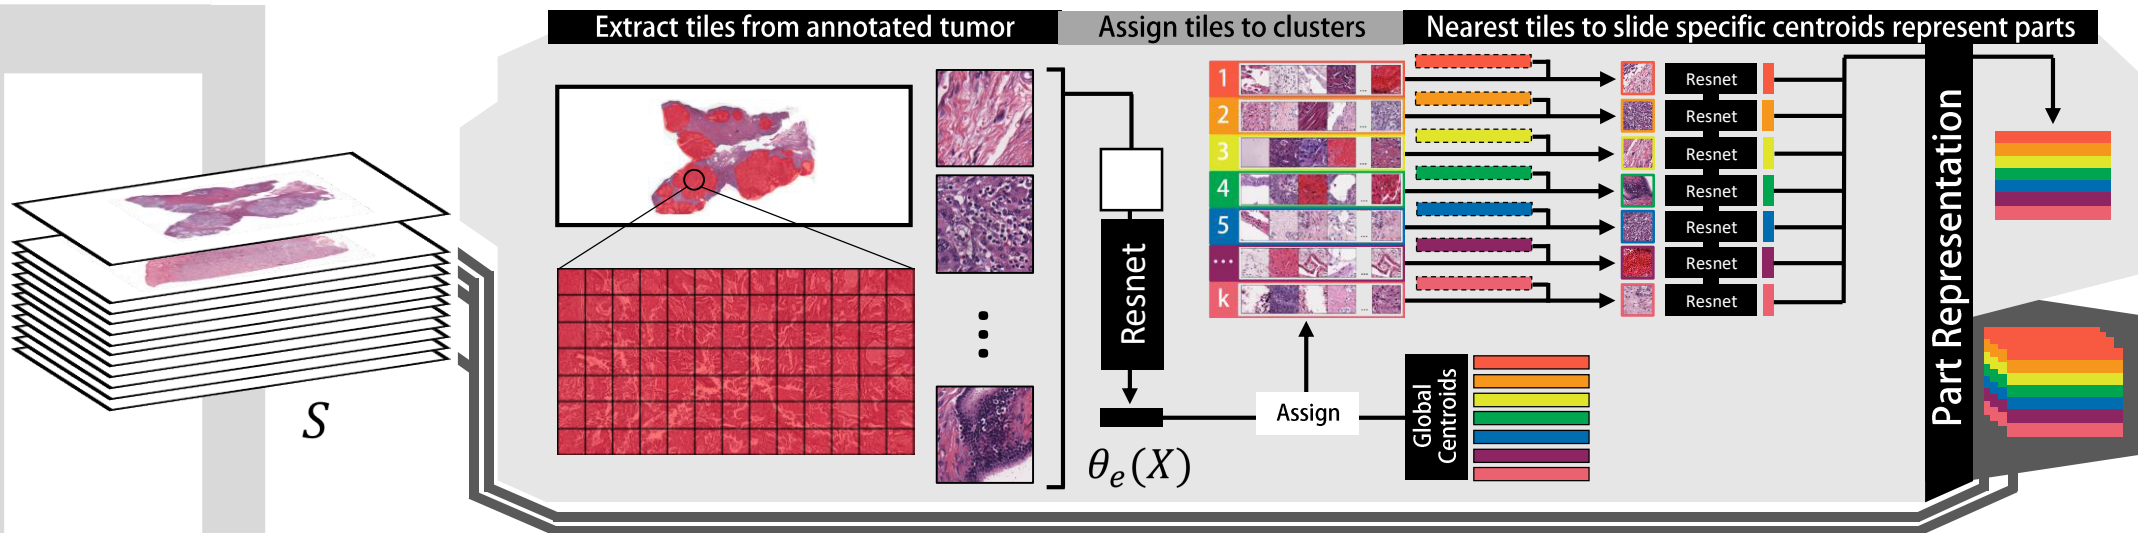 Extract tiles from annotated tumor
Assign tiles to clusters
Nearest tiles to slide specific centroids represent parts
S
Resnet
θₑ(X)
1
2
3
4
5
...
k
Assign
Global
Centroids
Resnet
Resnet
Resnet
Resnet
Resnet
Resnet
Resnet
Part Representation